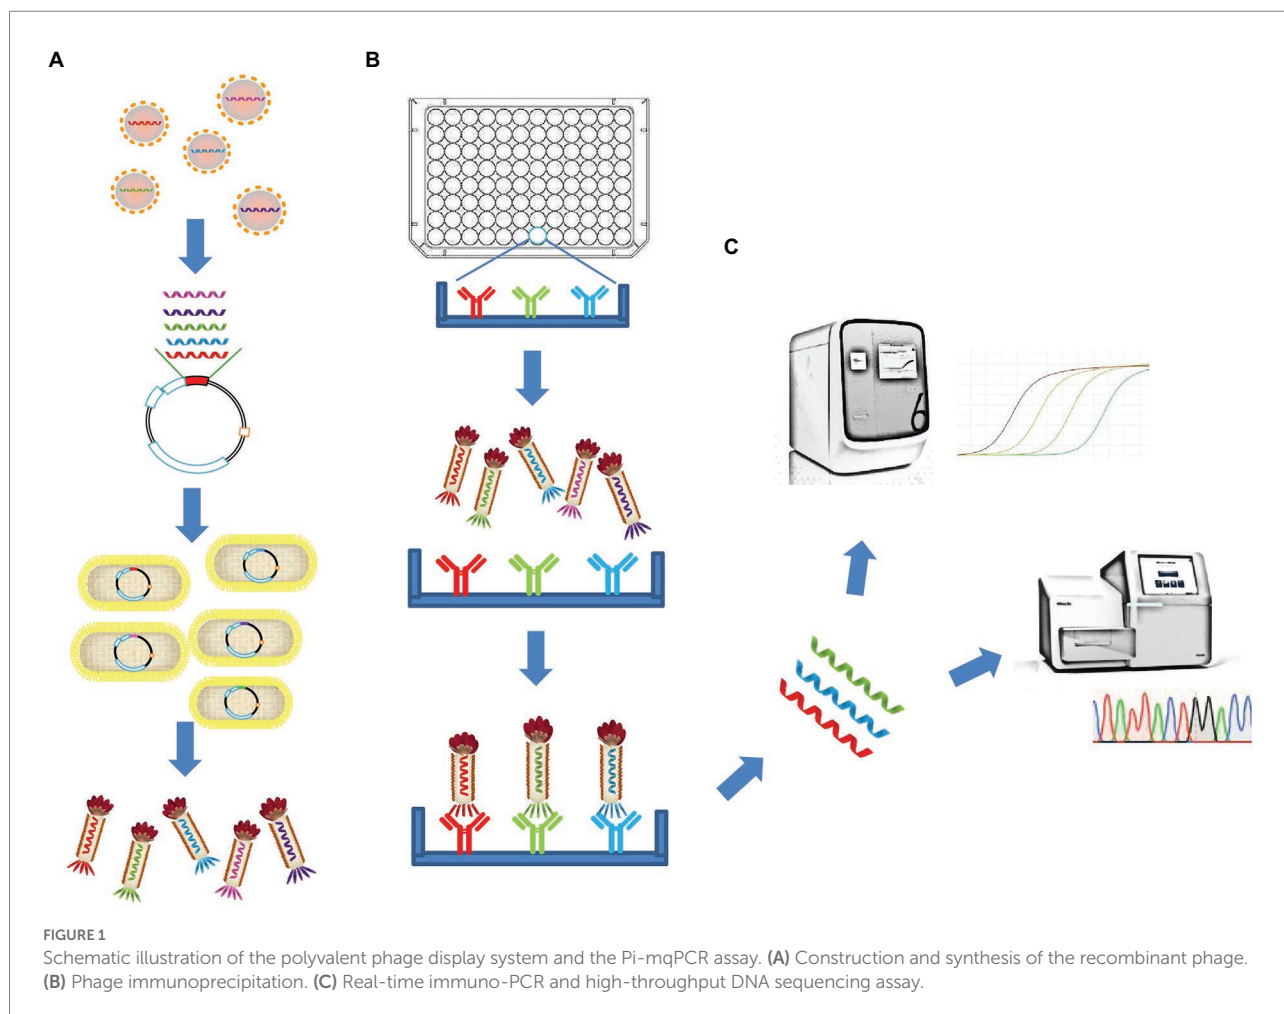 A
B
C
FIGURE 1
Schematic illustration of the polyvalent phage display system and the Pi-mqPCR assay. (A) Construction and synthesis of the recombinant phage.
(B) Phage immunoprecipitation. (C) Real-time immuno-PCR and high-throughput DNA sequencing assay.